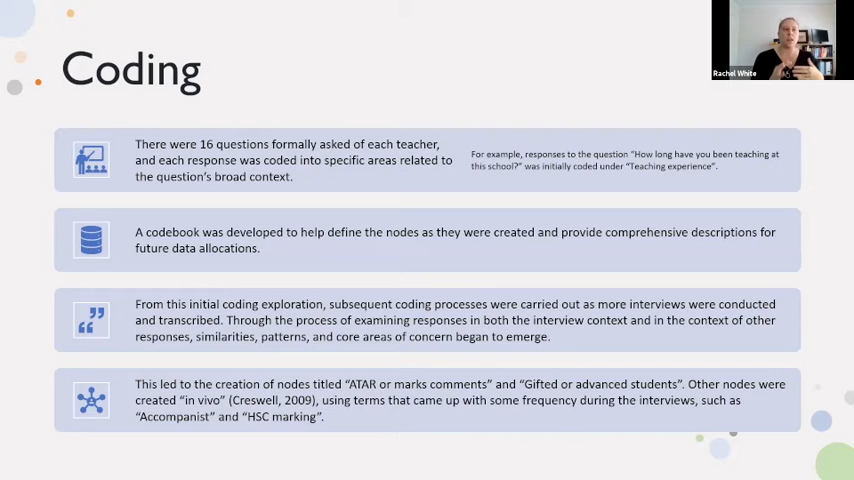 Coding
Rachel White
There were 16 questions formally asked of each teacher,
and each response was coded into specific areas related to
the question's broad context.
For example, responses to the question "How long have you been teaching at
this school?" was initially coded under "Teaching experience".
A codebook was developed to help define the nodes as they were created and provide comprehensive descriptions for
future data allocations.
From this initial coding exploration, subsequent coding processes were carried out as more interviews were conducted
and transcribed. Through the process of examining responses in both the interview context and in the context of other
responses, similarities, patterns, and core areas of concern began to emerge.
This led to the creation of nodes titled "ATAR or marks comments" and "Gifted or advanced students". Other nodes were
created "in vivo" (Creswell, 2009), using terms that came up with some frequency during the interviews, such as
"Accompanist" and "HSC marking".